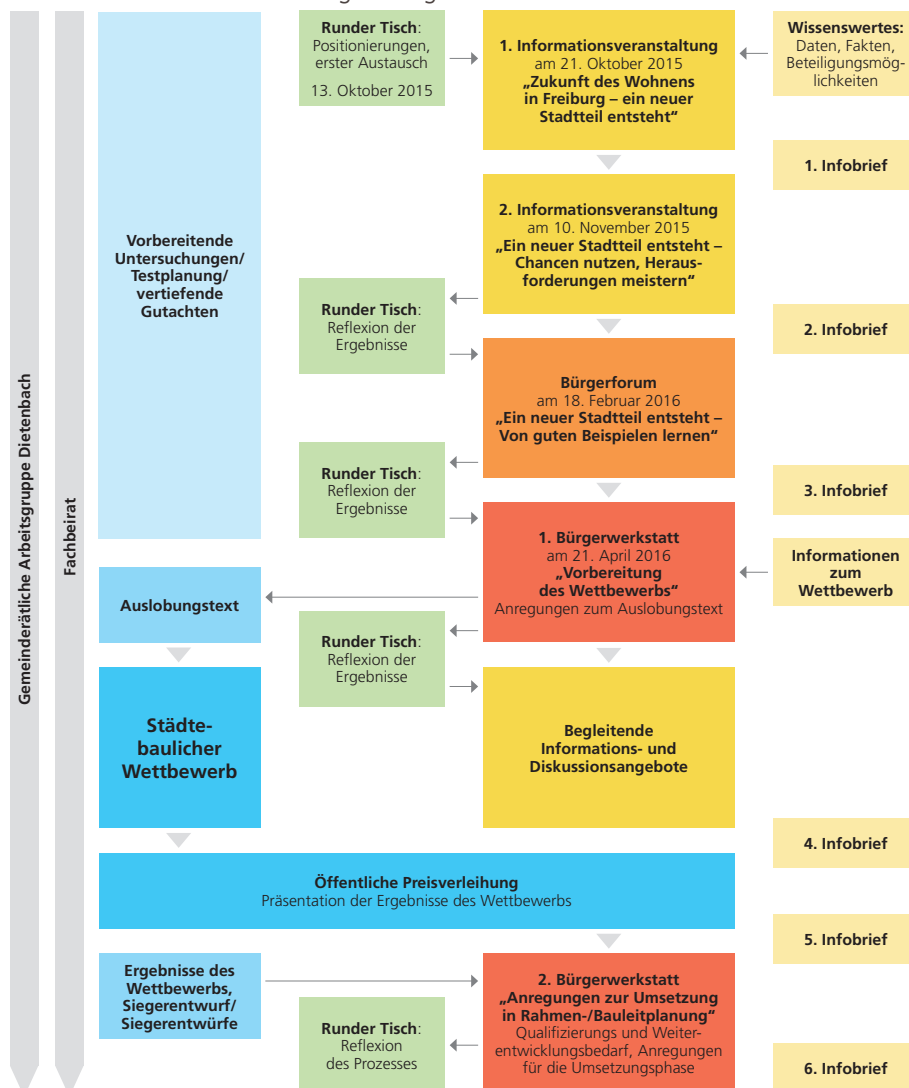 Runder Tisch:
Positionierungen,
erster Austausch
13. Oktober 2015
1. Informationsveranstaltung
am 21. Oktober 2015
„Zukunft des Wohnens
in Freiburg – ein neuer
Stadtteil entsteht“
Wissenswertes:
Daten, Fakten,
Beteiligungsmög-
lichkeiten
1. Infobrief
Vorbereitende
Untersuchungen/
Testplanung/
vertiefende
Gutachten
2. Informationsveranstaltung
am 10. November 2015
„Ein neuer Stadtteil entsteht –
Chancen nutzen, Heraus-
forderungen meistern“
Runder Tisch:
Reflexion der
Ergebnisse
2. Infobrief
Bürgerforum
am 18. Februar 2016
„Ein neuer Stadtteil entsteht –
Von guten Beispielen lernen“
Gemeinderätliche Arbeitsgruppe Dietenbach
Fachbeirat
Runder Tisch:
Reflexion der
Ergebnisse
3. Infobrief
1. Bürgerwerkstatt
am 21. April 2016
„Vorbereitung
des Wettbewerbs“
Anregungen zum Auslobungstext
Informationen
zum
Wettbewerb
Auslobungstext
Runder Tisch:
Reflexion der
Ergebnisse
Städte-
baulicher
Wettbewerb
Begleitende
Informations- und
Diskussionsangebote
4. Infobrief
Öffentliche Preisverleihung
Präsentation der Ergebnisse des Wettbewerbs
5. Infobrief
Ergebnisse des
Wettbewerbs,
Siegerentwurf/
Siegerentwürfe
2. Bürgerwerkstatt
„Anregungen zur Umsetzung
in Rahmen-/Bauleitplanung“
Qualifizierungs und Weiter-
entwicklungsbedarf, Anregungen
für die Umsetzungsphase
Runder Tisch:
Reflexion
des Prozesses
6. Infobrief